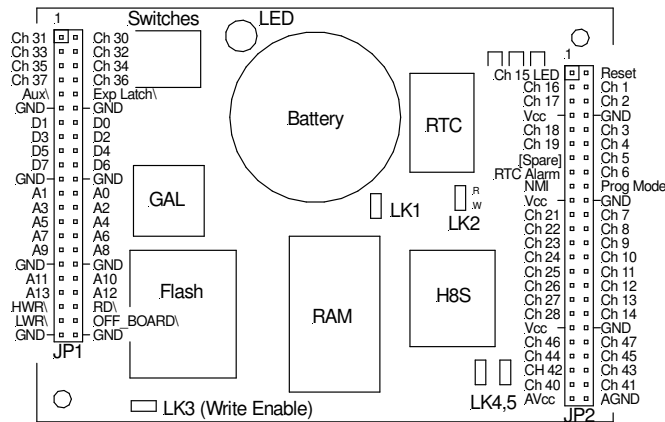 Switches LED
1
Ch 31 Ch 30
Ch 33 Ch 32
Ch 35 Ch 34
Ch 37 Ch 36
Aux\ Exp Latch\
GND GND
D1 D0
D3 D2
D5 D4
D7 D6
GND GND
A1 A0
A3 A2
A5 A4
A7 A6
A9 A8
GND GND
A11 A10
A13 A12
HWR\ RD\
LWR\ OFF_BOARD\
GND GND
JP1
Battery
RTC
GAL
LK1
R
W
LK2
Flash
RAM
H8S
LK3 (Write Enable)
LK4,5
1
Ch 15 LED Reset
Ch 16 Ch 1
Ch 17 Ch 2
Vcc GND
Ch 18 Ch 3
Ch 19 Ch 4
[Spare] Ch 5
RTC Alarm Ch 6
NMI Prog Mode
Vcc GND
Ch 21 Ch 7
Ch 22 Ch 8
Ch 23 Ch 9
Ch 24 Ch 10
Ch 25 Ch 11
Ch 26 Ch 12
Ch 27 Ch 13
Ch 28 Ch 14
Vcc GND
Ch 46 Ch 47
Ch 44 Ch 45
CH 42 Ch 43
Ch 40 Ch 41
AVcc AGND
JP2